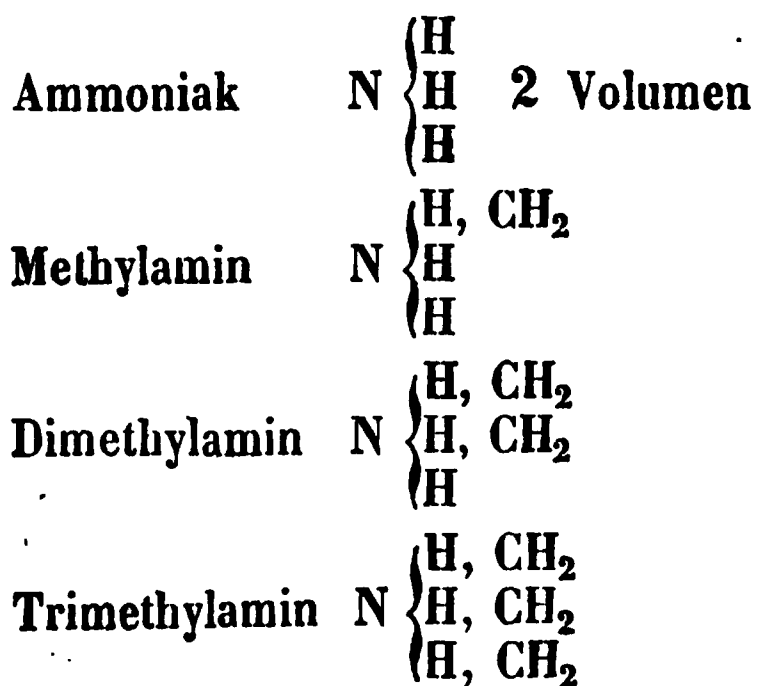 H
Ammoniak N H 2 Volumen
H
H, CH₂
Methylamin N H
H
H, CH₂
Dimethylamin N H, CH₂
H
H, CH₂
Trimethylamin N H, CH₂
H, CH₂